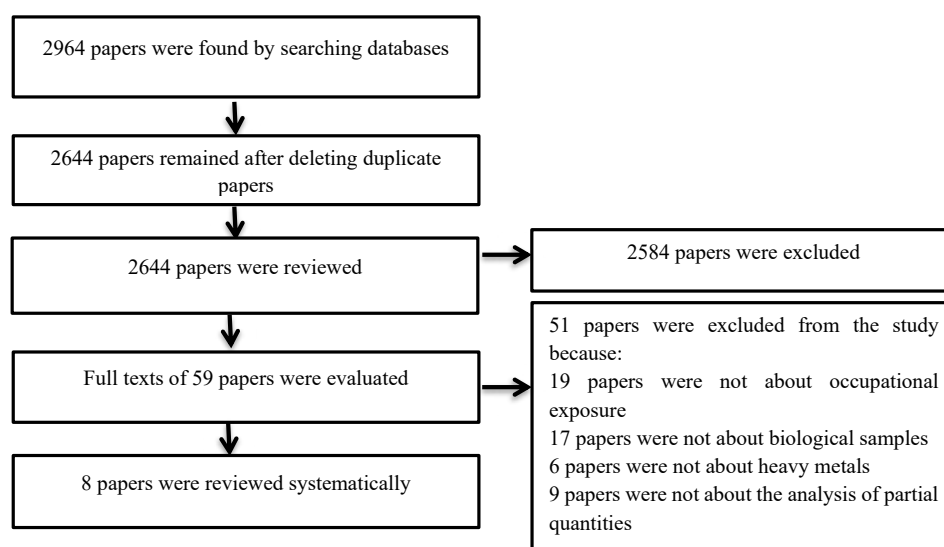 2964 papers were found by searching databases
2644 papers remained after deleting duplicate
papers
2644 papers were reviewed
2584 papers were excluded
Full texts of 59 papers were evaluated
51 papers were excluded from the study
because:
19 papers were not about occupational
exposure
17 papers were not about biological samples
6 papers were not about heavy metals
9 papers were not about the analysis of partial
quantities
8 papers were reviewed systematically